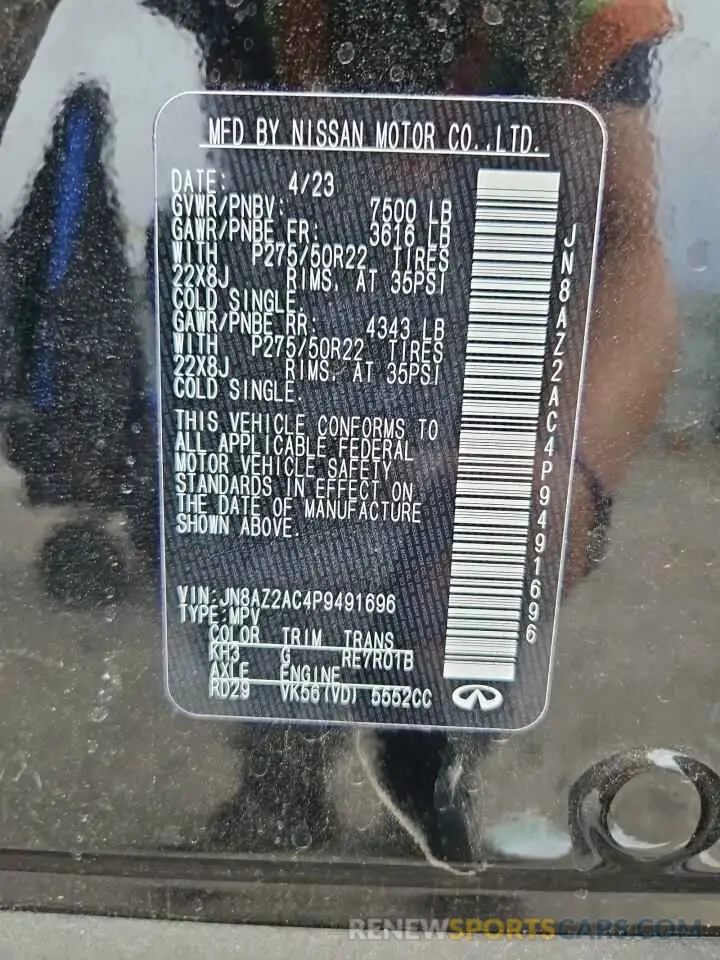 MFD BY NISSAN MOTOR CO.,LTD.
DATE: 4/23
GVWR/PNBV: 7500 LB
GAWR/PNBE FR: 3616 LB
WITH P275/50R22 TIRES
22X8J RIMS, AT 35PSI
COLD SINGLE.
GAWR/PNBE RR: 4343 LB
WITH P275/50R22 TIRES
22X8J RIMS, AT 35PSI
COLD SINGLE.
THIS VEHICLE CONFORMS TO
ALL APPLICABLE FEDERAL
MOTOR VEHICLE SAFETY
STANDARDS IN EFFECT ON
THE DATE OF MANUFACTURE
SHOWN ABOVE.
VIN:JN8AZ2AC4P9491696
TYPE:MPV
COLOR TRIM TRANS
KH3 G RE7R01B
AXLE ENGINE
RD29 VK56(VD) 5552CC
JN8AZ2AC4P9491696
RENEWSPORTSCARS.COM